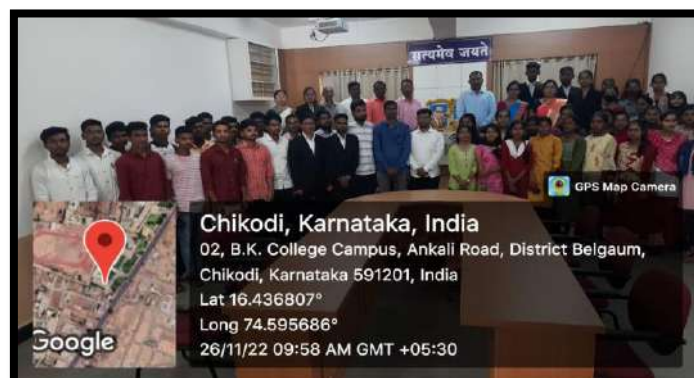 सत्यमेव जयते
GPS Map Camera
Chikodi, Karnataka, India
02, B.K. College Campus, Ankali Road, District Belgaum,
Chikodi, Karnataka 591201, India
Lat 16.436807°
Long 74.595686°
26/11/22 09:58 AM GMT +05:30
Google